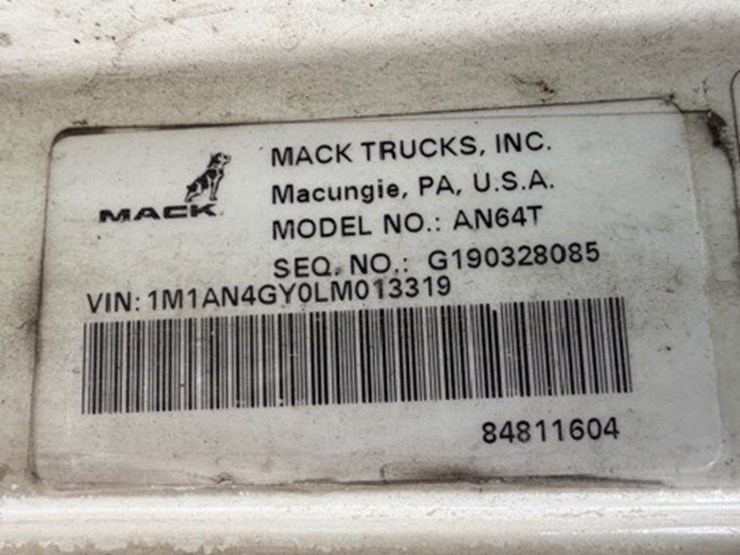 MACK
MACK TRUCKS, INC.
Macungie, PA, U.S.A.
MODEL NO.: AN64T
SEQ. NO.: G190328085
VIN: 1M1AN4GY0LM013319
84811604